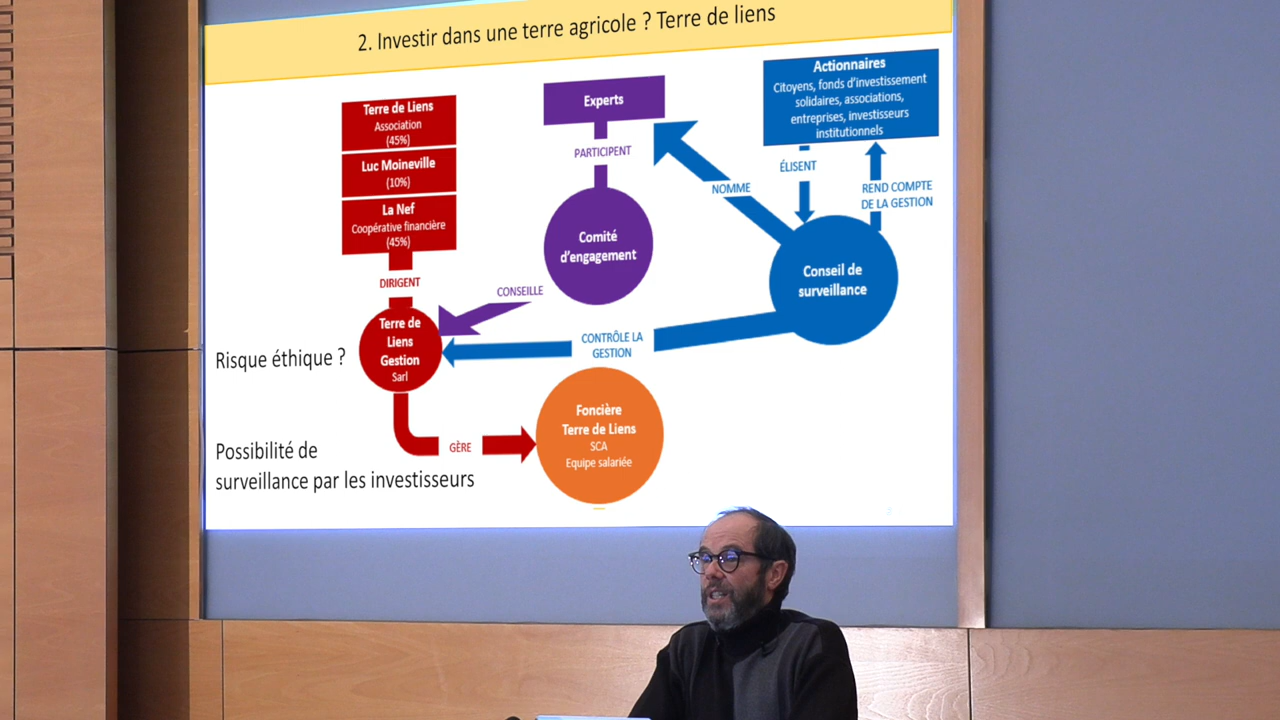 2. Investir dans une terre agricole ? Terre de liens
Terre de Liens
Association
(45%)
Luc Moineville
(10%)
La Nef
Coopérative financière
(45%)
DIRIGENT
Terre de
Liens
Gestion
Sarl
Experts
PARTICIPENT
Comité
d'engagement
CONSEILLE
NOMME
Actionnaires
Citoyens, fonds d'investissement
solidaires, associations,
entreprises, investisseurs
institutionnels
ÉLISENT
REND COMPTE
DE LA GESTION
Conseil de
surveillance
CONTRÔLE LA
GESTION
Risque éthique ?
GÈRE
Foncière
Terre de Liens
SCA
Equipe salariée
Possibilité de
surveillance par les investisseurs